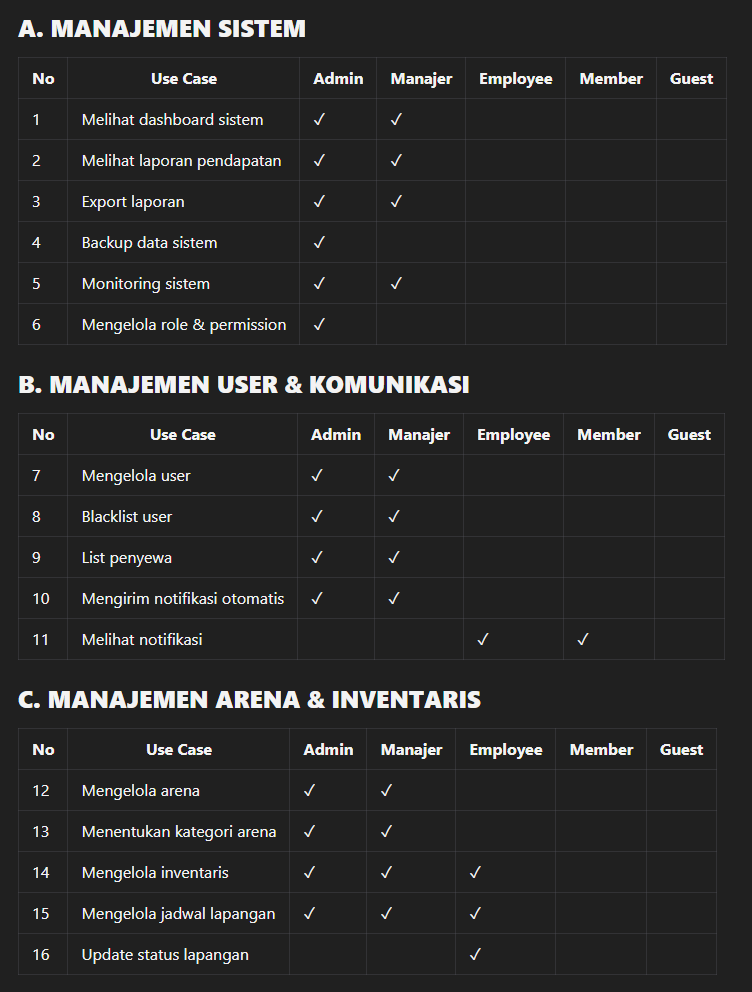 A. MANAJEMEN SISTEM
No Use Case Admin Manajer Employee Member Guest
1 Melihat dashboard sistem ✓ ✓
2 Melihat laporan pendapatan ✓ ✓
3 Export laporan ✓ ✓
4 Backup data sistem ✓
5 Monitoring sistem ✓ ✓
6 Mengelola role & permission ✓
B. MANAJEMEN USER & KOMUNIKASI
No Use Case Admin Manajer Employee Member Guest
7 Mengelola user ✓ ✓
8 Blacklist user ✓ ✓
9 List penyewa ✓ ✓
10 Mengirim notifikasi otomatis ✓ ✓
11 Melihat notifikasi ✓ ✓
C. MANAJEMEN ARENA & INVENTARIS
No Use Case Admin Manajer Employee Member Guest
12 Mengelola arena ✓ ✓
13 Menentukan kategori arena ✓ ✓
14 Mengelola inventaris ✓ ✓ ✓
15 Mengelola jadwal lapangan ✓ ✓ ✓
16 Update status lapangan ✓